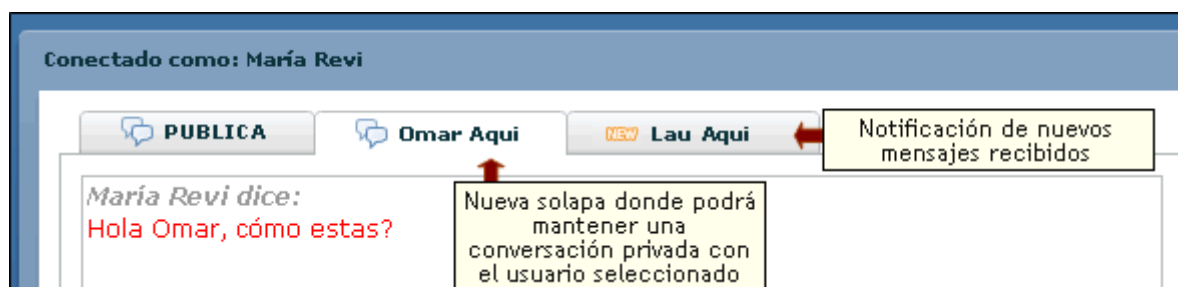 Conectado como: María Revi
PUBLICA
Omar Aqui
NEW Lau Aqui
Notificación de nuevos
mensajes recibidos
María Revi dice:
Hola Omar, cómo estas?
Nueva solapa donde podrá
mantener una
conversación privada con
el usuario seleccionado